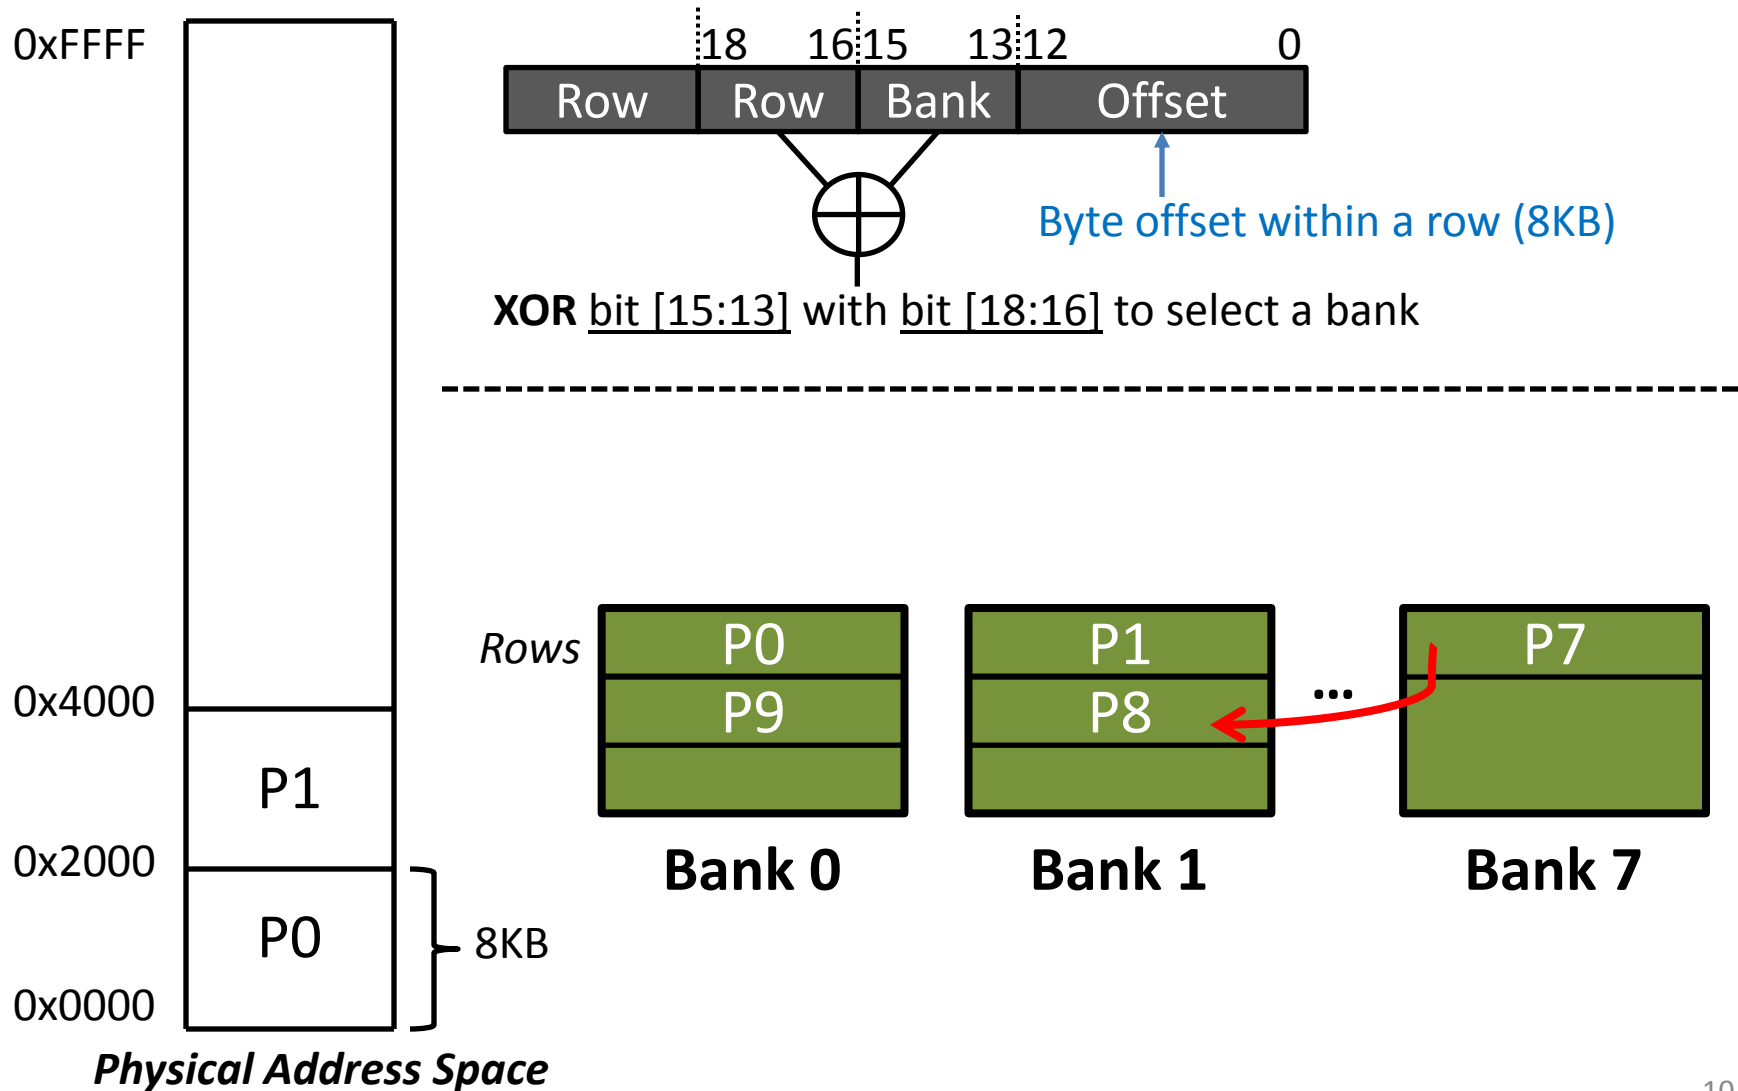 0xFFFF
18 16 15 13 12 0
Row Row Bank Offset
Byte offset within a row (8KB)
XOR bit [15:13] with bit [18:16] to select a bank
Rows P0 P1 P7
...
P9 P8
0x4000
P1
0x2000
Bank 0 Bank 1 Bank 7
P0
8KB
0x0000
Physical Address Space
10